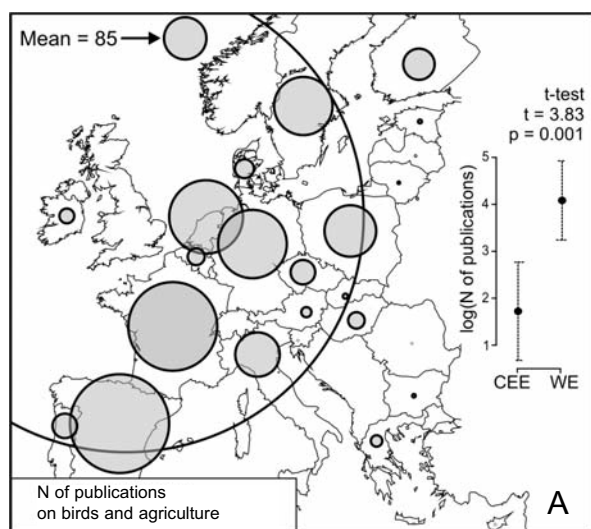 Mean = 85
t-test
t = 3.83
p = 0.001
5
4
3
2
1
log(N of publications)
CEE WE
N of publications
on birds and agriculture
A